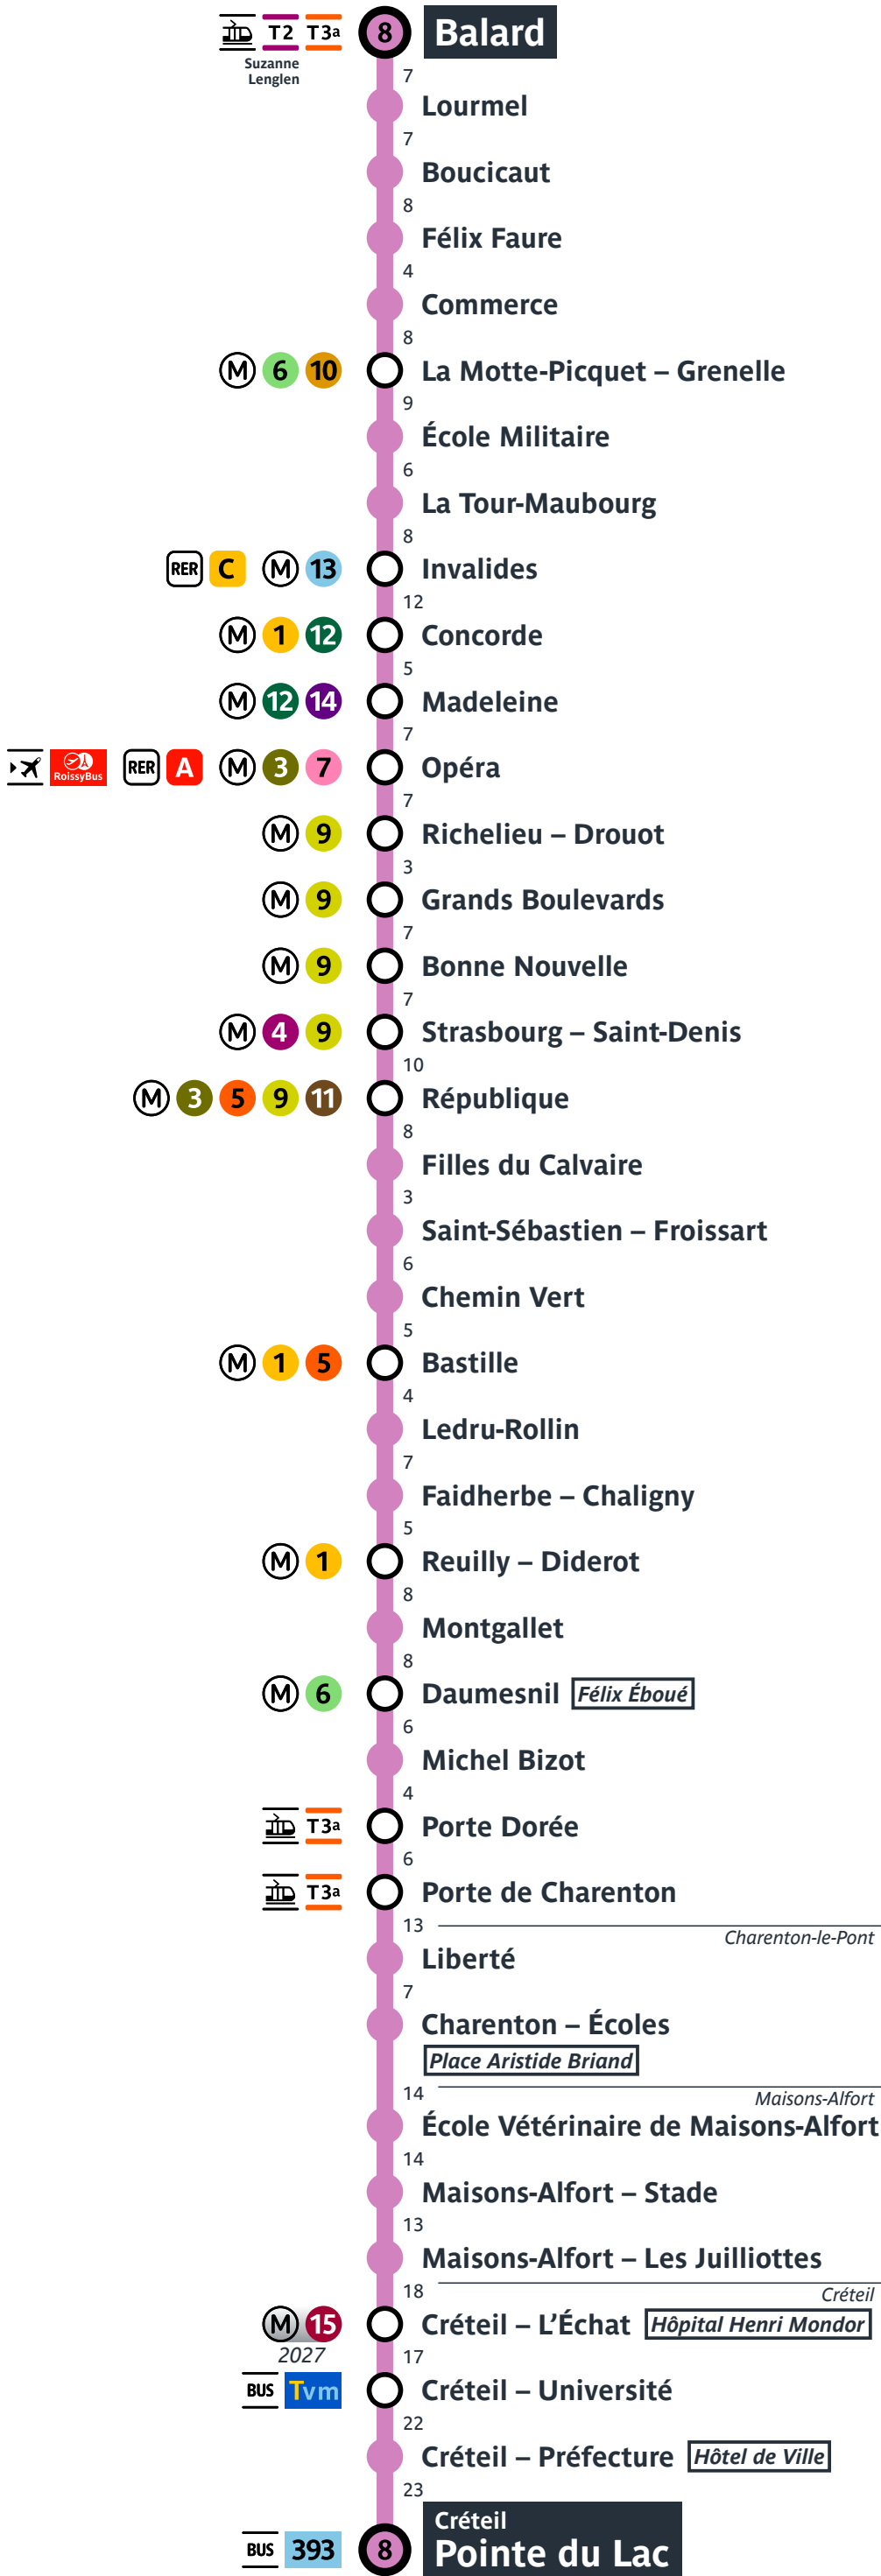 T2 T3a 8 Balard
Suzanne
Lenglen
7
Lourmel
7
Boucicaut
8
Félix Faure
4
Commerce
8
M 6 10 La Motte-Picquet – Grenelle
9
École Militaire
6
La Tour-Maubourg
8
RER C M 13 Invalides
12
M 1 12 Concorde
5
M 12 14 Madeleine
7
RoissyBus RER A M 3 7 Opéra
7
M 9 Richelieu – Drouot
3
M 9 Grands Boulevards
7
M 9 Bonne Nouvelle
7
M 4 9 Strasbourg – Saint-Denis
10
M 3 5 9 11 République
8
Filles du Calvaire
3
Saint-Sébastien – Froissart
6
Chemin Vert
5
M 1 5 Bastille
4
Ledru-Rollin
7
Faidherbe – Chaligny
5
M 1 Reuilly – Diderot
8
Montgallet
8
M 6 Daumesnil Félix Éboué
6
Michel Bizot
4
T3a Porte Dorée
6
T3a Porte de Charenton
13
Charenton-le-Pont
Liberté
7
Charenton – Écoles
Place Aristide Briand
14
Maisons-Alfort
École Vétérinaire de Maisons-Alfort
14
Maisons-Alfort – Stade
13
Maisons-Alfort – Les Juilliottes
18
Créteil
M 15 Créteil – L’Échat Hôpital Henri Mondor
2027
17
BUS Tvm Créteil – Université
22
Créteil – Préfecture Hôtel de Ville
23
Créteil
BUS 393 8 Pointe du Lac